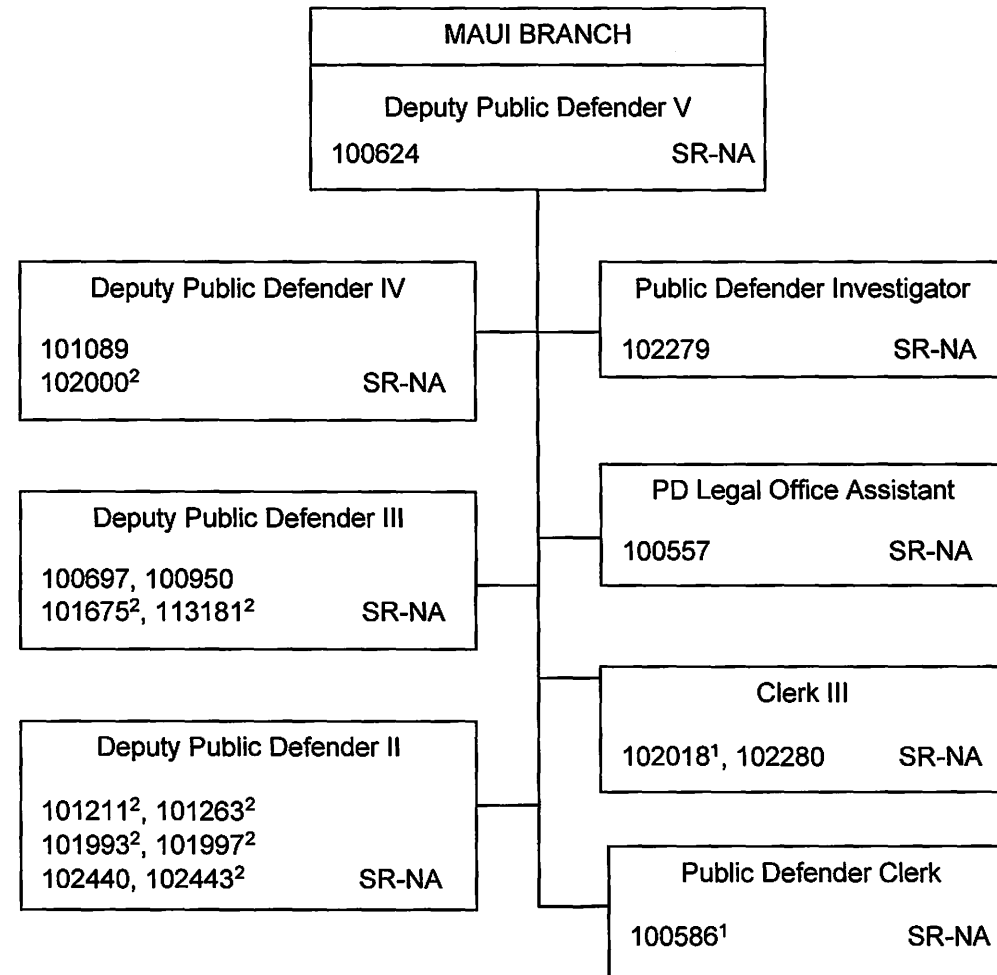 MAUI BRANCH
Deputy Public Defender V
100624 SR-NA
Deputy Public Defender IV
101089
102000² SR-NA
Public Defender Investigator
102279 SR-NA
Deputy Public Defender III
100697, 100950
101675², 113181² SR-NA
PD Legal Office Assistant
100557 SR-NA
Clerk III
102018¹, 102280 SR-NA
Deputy Public Defender II
101211², 101263²
101993², 101997²
102440, 102443² SR-NA
Public Defender Clerk
100586¹ SR-NA